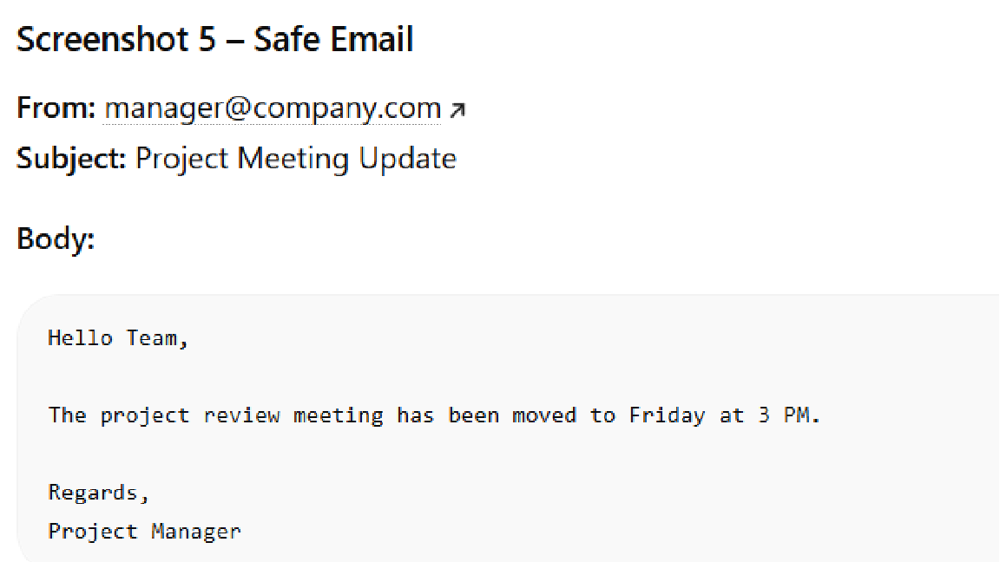 Screenshot 5 – Safe Email
From: manager@company.com ↗
Subject: Project Meeting Update
Body:
Hello Team,
The project review meeting has been moved to Friday at 3 PM.
Regards,
Project Manager